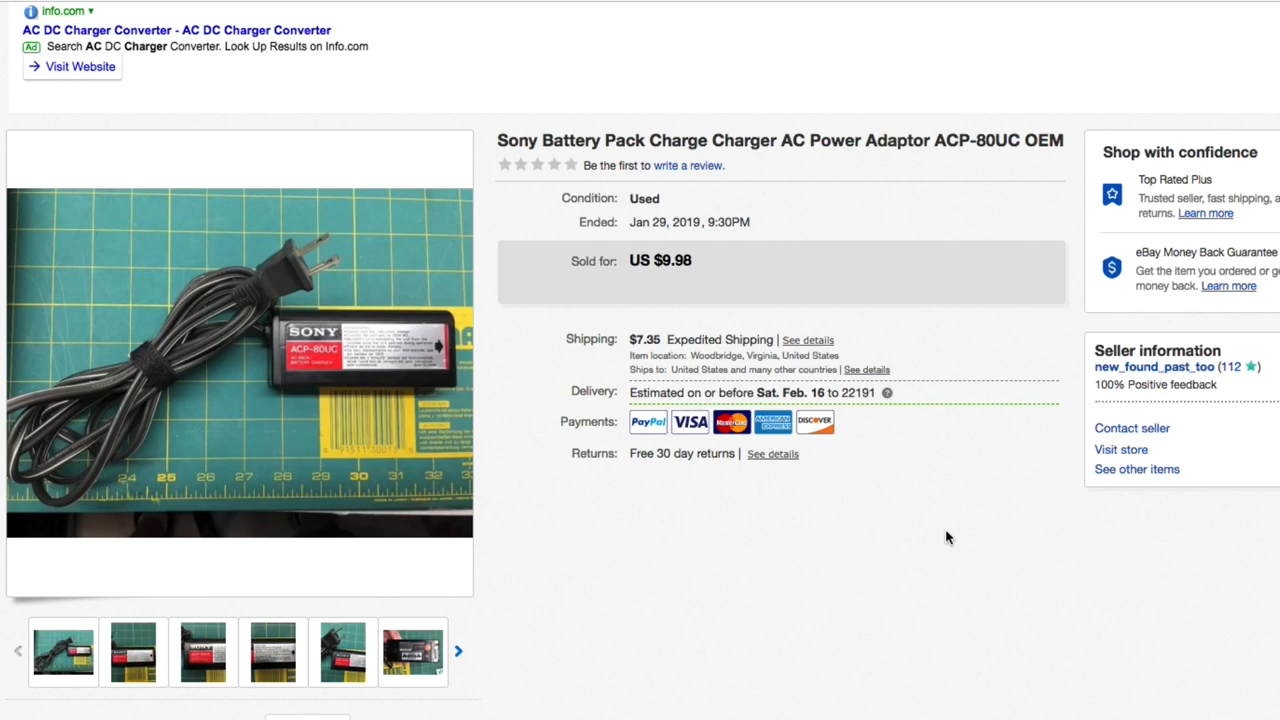 info.com ▾
AC DC Charger Converter - AC DC Charger Converter
Ad Search AC DC Charger Converter. Look Up Results on Info.com
→ Visit Website
Sony Battery Pack Charge Charger AC Power Adaptor ACP-80UC OEM
Be the first to write a review.
Condition: Used
Ended: Jan 29, 2019 , 9:30PM
Sold for: US $9.98
Shipping: $7.35 Expedited Shipping | See details
Item location: Woodbridge, Virginia, United States
Ships to: United States and many other countries | See details
Delivery: Estimated on or before Sat. Feb. 16 to 22191 ?
Payments: PayPal VISA MasterCard AMERICAN EXPRESS DISCOVER
Returns: Free 30 day returns | See details
Shop with confidence
Top Rated Plus
Trusted seller, fast shipping, a
returns. Learn more
eBay Money Back Guarantee
Get the item you ordered or ge
money back. Learn more
Seller information
new_found_past_too (112 ★)
100% Positive feedback
Contact seller
Visit store
See other items
SONY
ACP-80UC
AC PACK
BATTERY CHARGER
24 25 26 27 28 29 30 31 32 33